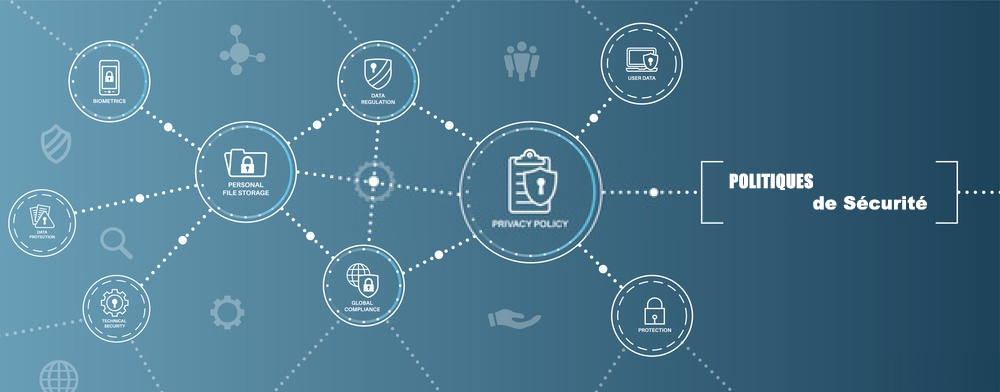 BIOMETRICS
DATA
REGULATION
USER DATA
PERSONAL
FILE STORAGE
PRIVACY POLICY
POLITIQUES
de Sécurité
DATA
PROTECTION
TECHNICAL
SECURITY
GLOBAL
COMPLIANCE
PROTECTION